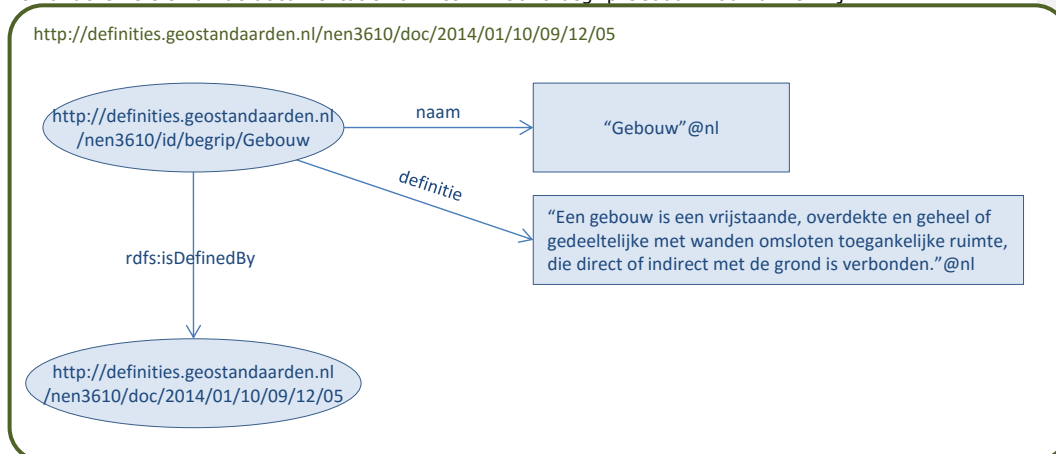 http://definities.geostandaarden.nl/nen3610/doc/2014/01/10/09/12/05
http://definities.geostandaarden.nl
/nen3610/id/begrip/Gebouw
naam
“Gebouw”@nl
definitie
“Een gebouw is een vrijstaande, overdekte en geheel of
gedeeltelijke met wanden omsloten toegankelijke ruimte,
die direct of indirect met de grond is verbonden.”@nl
rdfs:isDefinedBy
http://definities.geostandaarden.nl
/nen3610/doc/2014/01/10/09/12/05